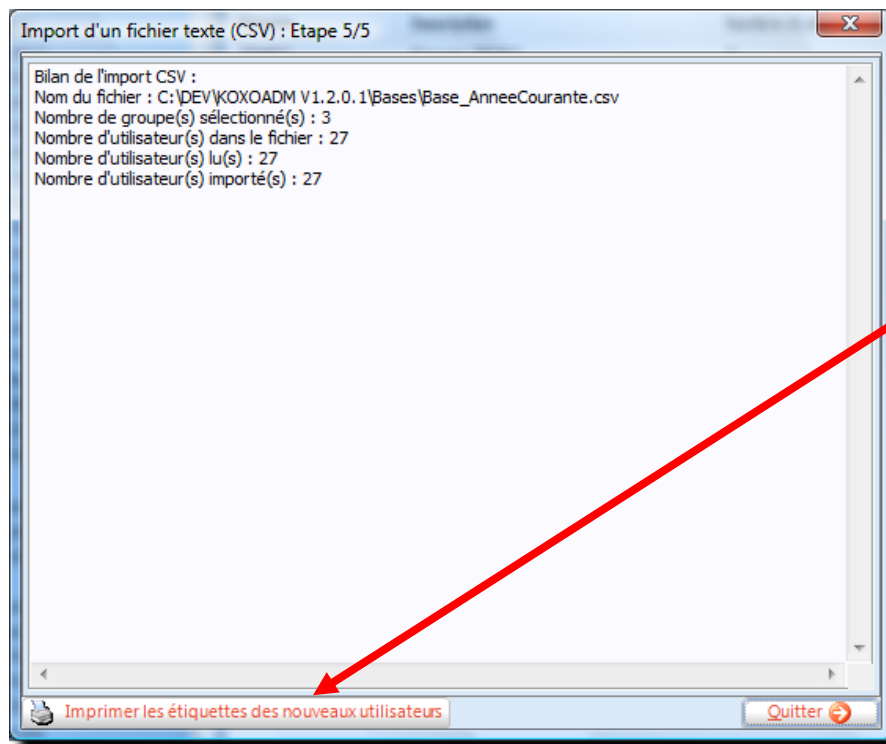 Import d'un fichier texte (CSV) : Etape 5/5
Bilan de l'import CSV :
Nom du fichier : C:\DEV\KOXOADM V1.2.0.1\Bases\Base_AnneeCourante.csv
Nombre de groupe(s) sélectionné(s) : 3
Nombre d'utilisateur(s) dans le fichier : 27
Nombre d'utilisateur(s) lu(s) : 27
Nombre d'utilisateur(s) importé(s) : 27
Imprimer les étiquettes des nouveaux utilisateurs
Quitter